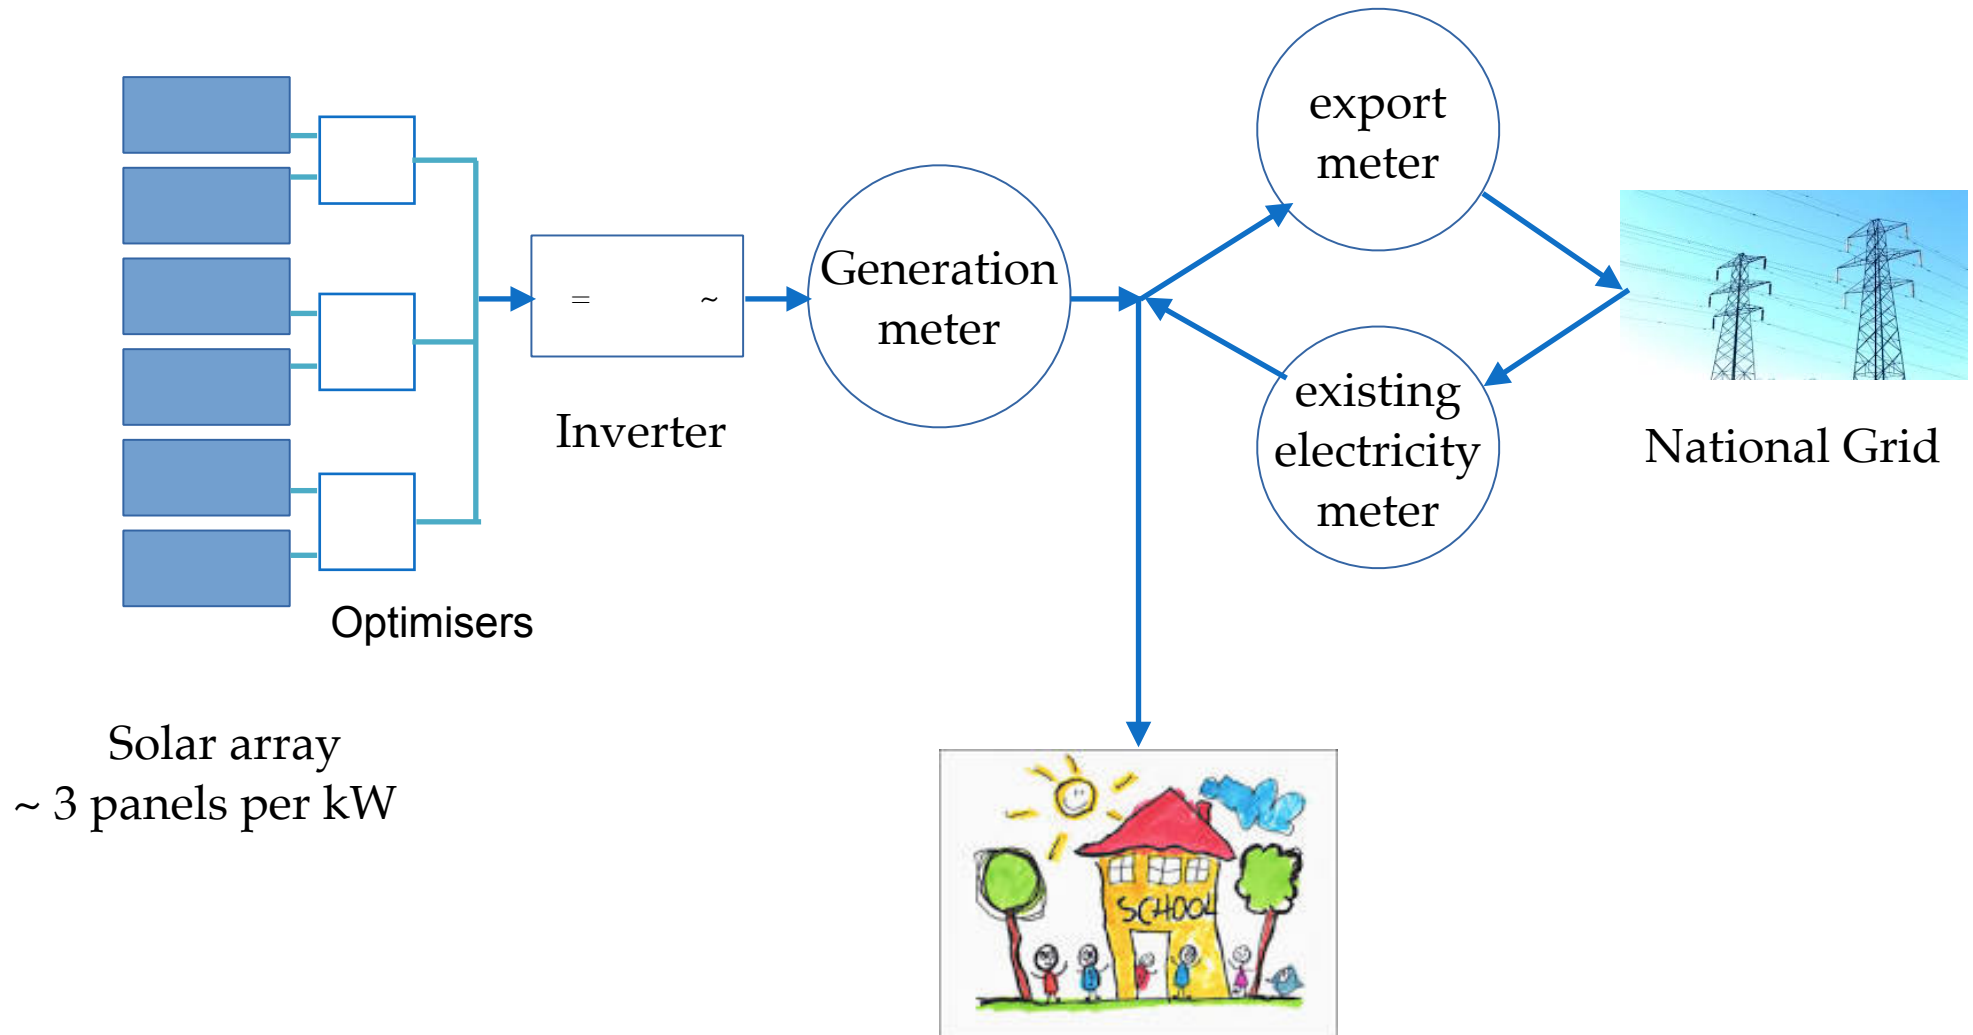 export
meter
Generation
meter
= ~
Inverter
existing
electricity
meter
National Grid
Optimisers
Solar array
~ 3 panels per kW
SCHOOL